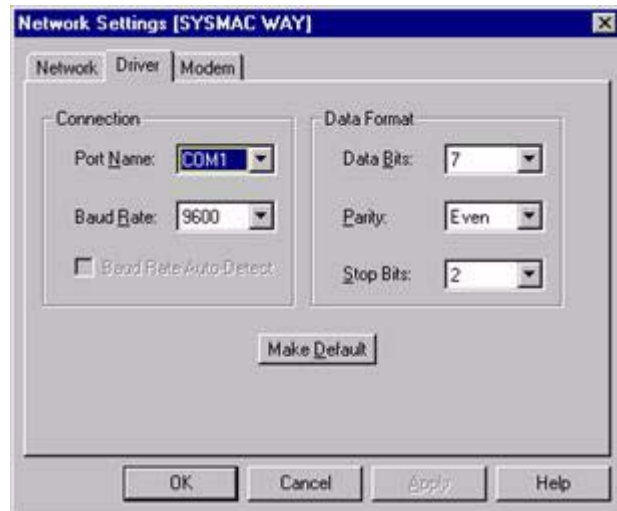 Network Settings [SYSMAC WAY]
Network Driver Modem
Connection
Port Name: COM1
Baud Rate: 9600
Baud Rate Auto-Detect
Data Format
Data Bits: 7
Parity: Even
Stop Bits: 2
Make Default
OK Cancel Apply Help